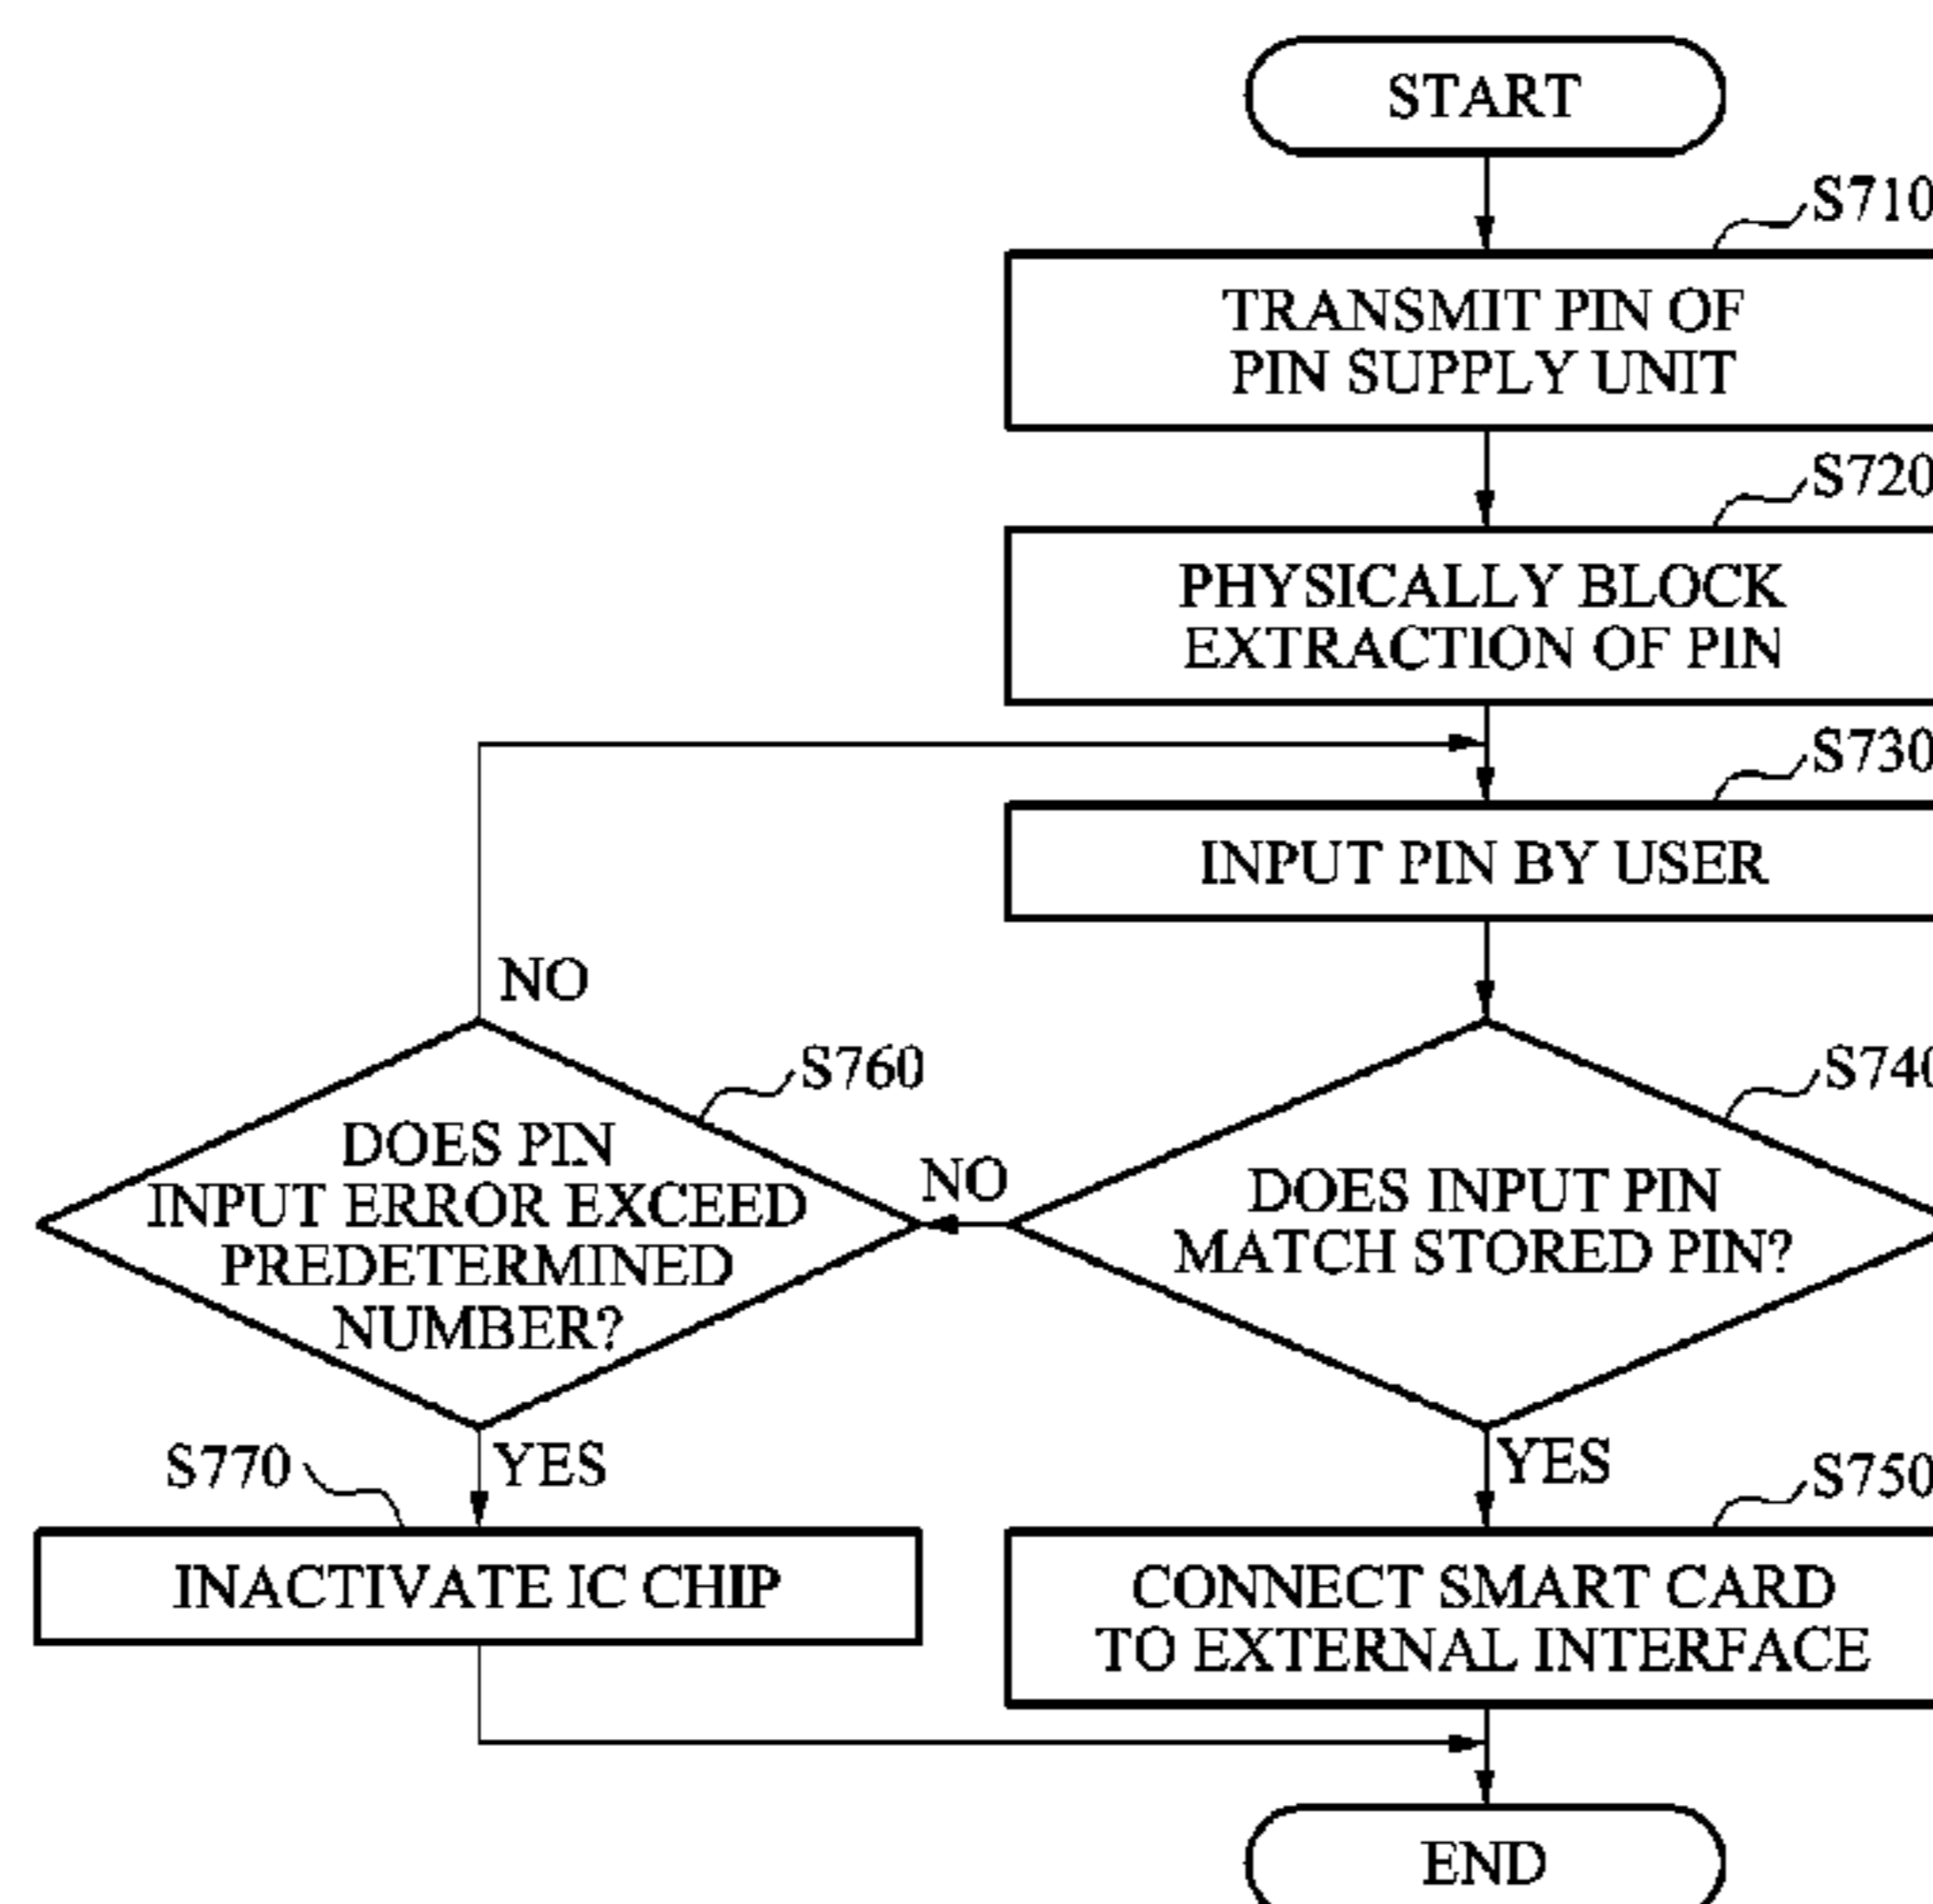 START
S710
TRANSMIT PIN OF
PIN SUPPLY UNIT
S720
PHYSICALLY BLOCK
EXTRACTION OF PIN
S730
INPUT PIN BY USER
NO
S760
S740
DOES PIN
INPUT ERROR EXCEED
PREDETERMINED
NUMBER?
NO
DOES INPUT PIN
MATCH STORED PIN?
S770
YES
YES
S750
INACTIVATE IC CHIP
CONNECT SMART CARD
TO EXTERNAL INTERFACE
END